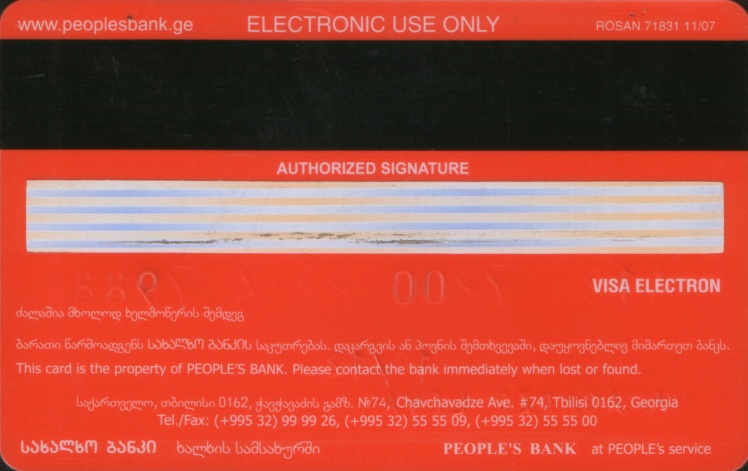 www.peoplesbank.ge ELECTRONIC USE ONLY ROSAN 71831 11/07
AUTHORIZED SIGNATURE
VISA ELECTRON
ძალაშია მხოლოდ ხელმოწერის შემდეგ
ბარათი წარმოადგენს სახალხო ბანკის საკუთრებას. დაკარგვის ან პოვნის შემთხვევაში, დაუყოვნებლივ მიმართეთ ბანკს.
This card is the property of PEOPLE'S BANK. Please contact the bank immediately when lost or found.
საქართველო, თბილისი 0162, ჭავჭავაძის გამზ. №74, Chavchavadze Ave. #74, Tbilisi 0162, Georgia
Tel./Fax: (+995 32) 99 99 26, (+995 32) 55 55 09, (+995 32) 55 55 00
სახალხო ბანკი ხალხის სამსახურში PEOPLE'S BANK at PEOPLE's service